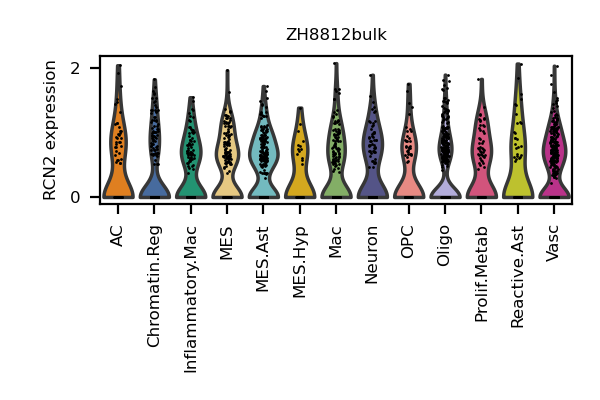 ZH8812bulk
RCN2 expression
2
0
AC
Chromatin.Reg
Inflammatory.Mac
MES
MES.Ast
MES.Hyp
Mac
Neuron
OPC
Oligo
Prolif.Metab
Reactive.Ast
Vasc